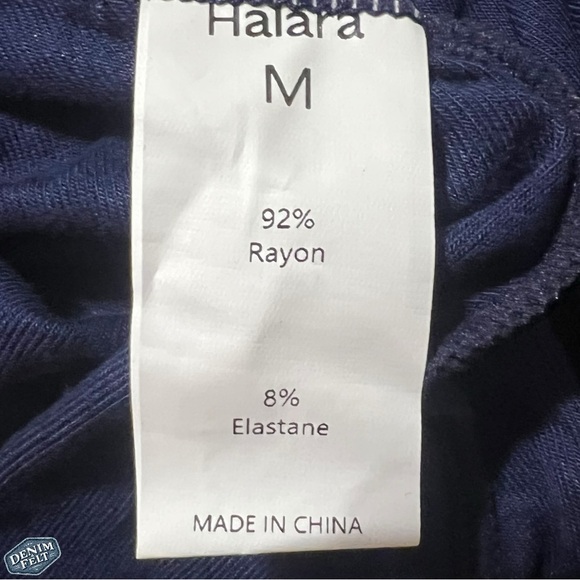 Halara
M
92%
Rayon
8%
Elastane
MADE IN CHINA
DENIM
FELT